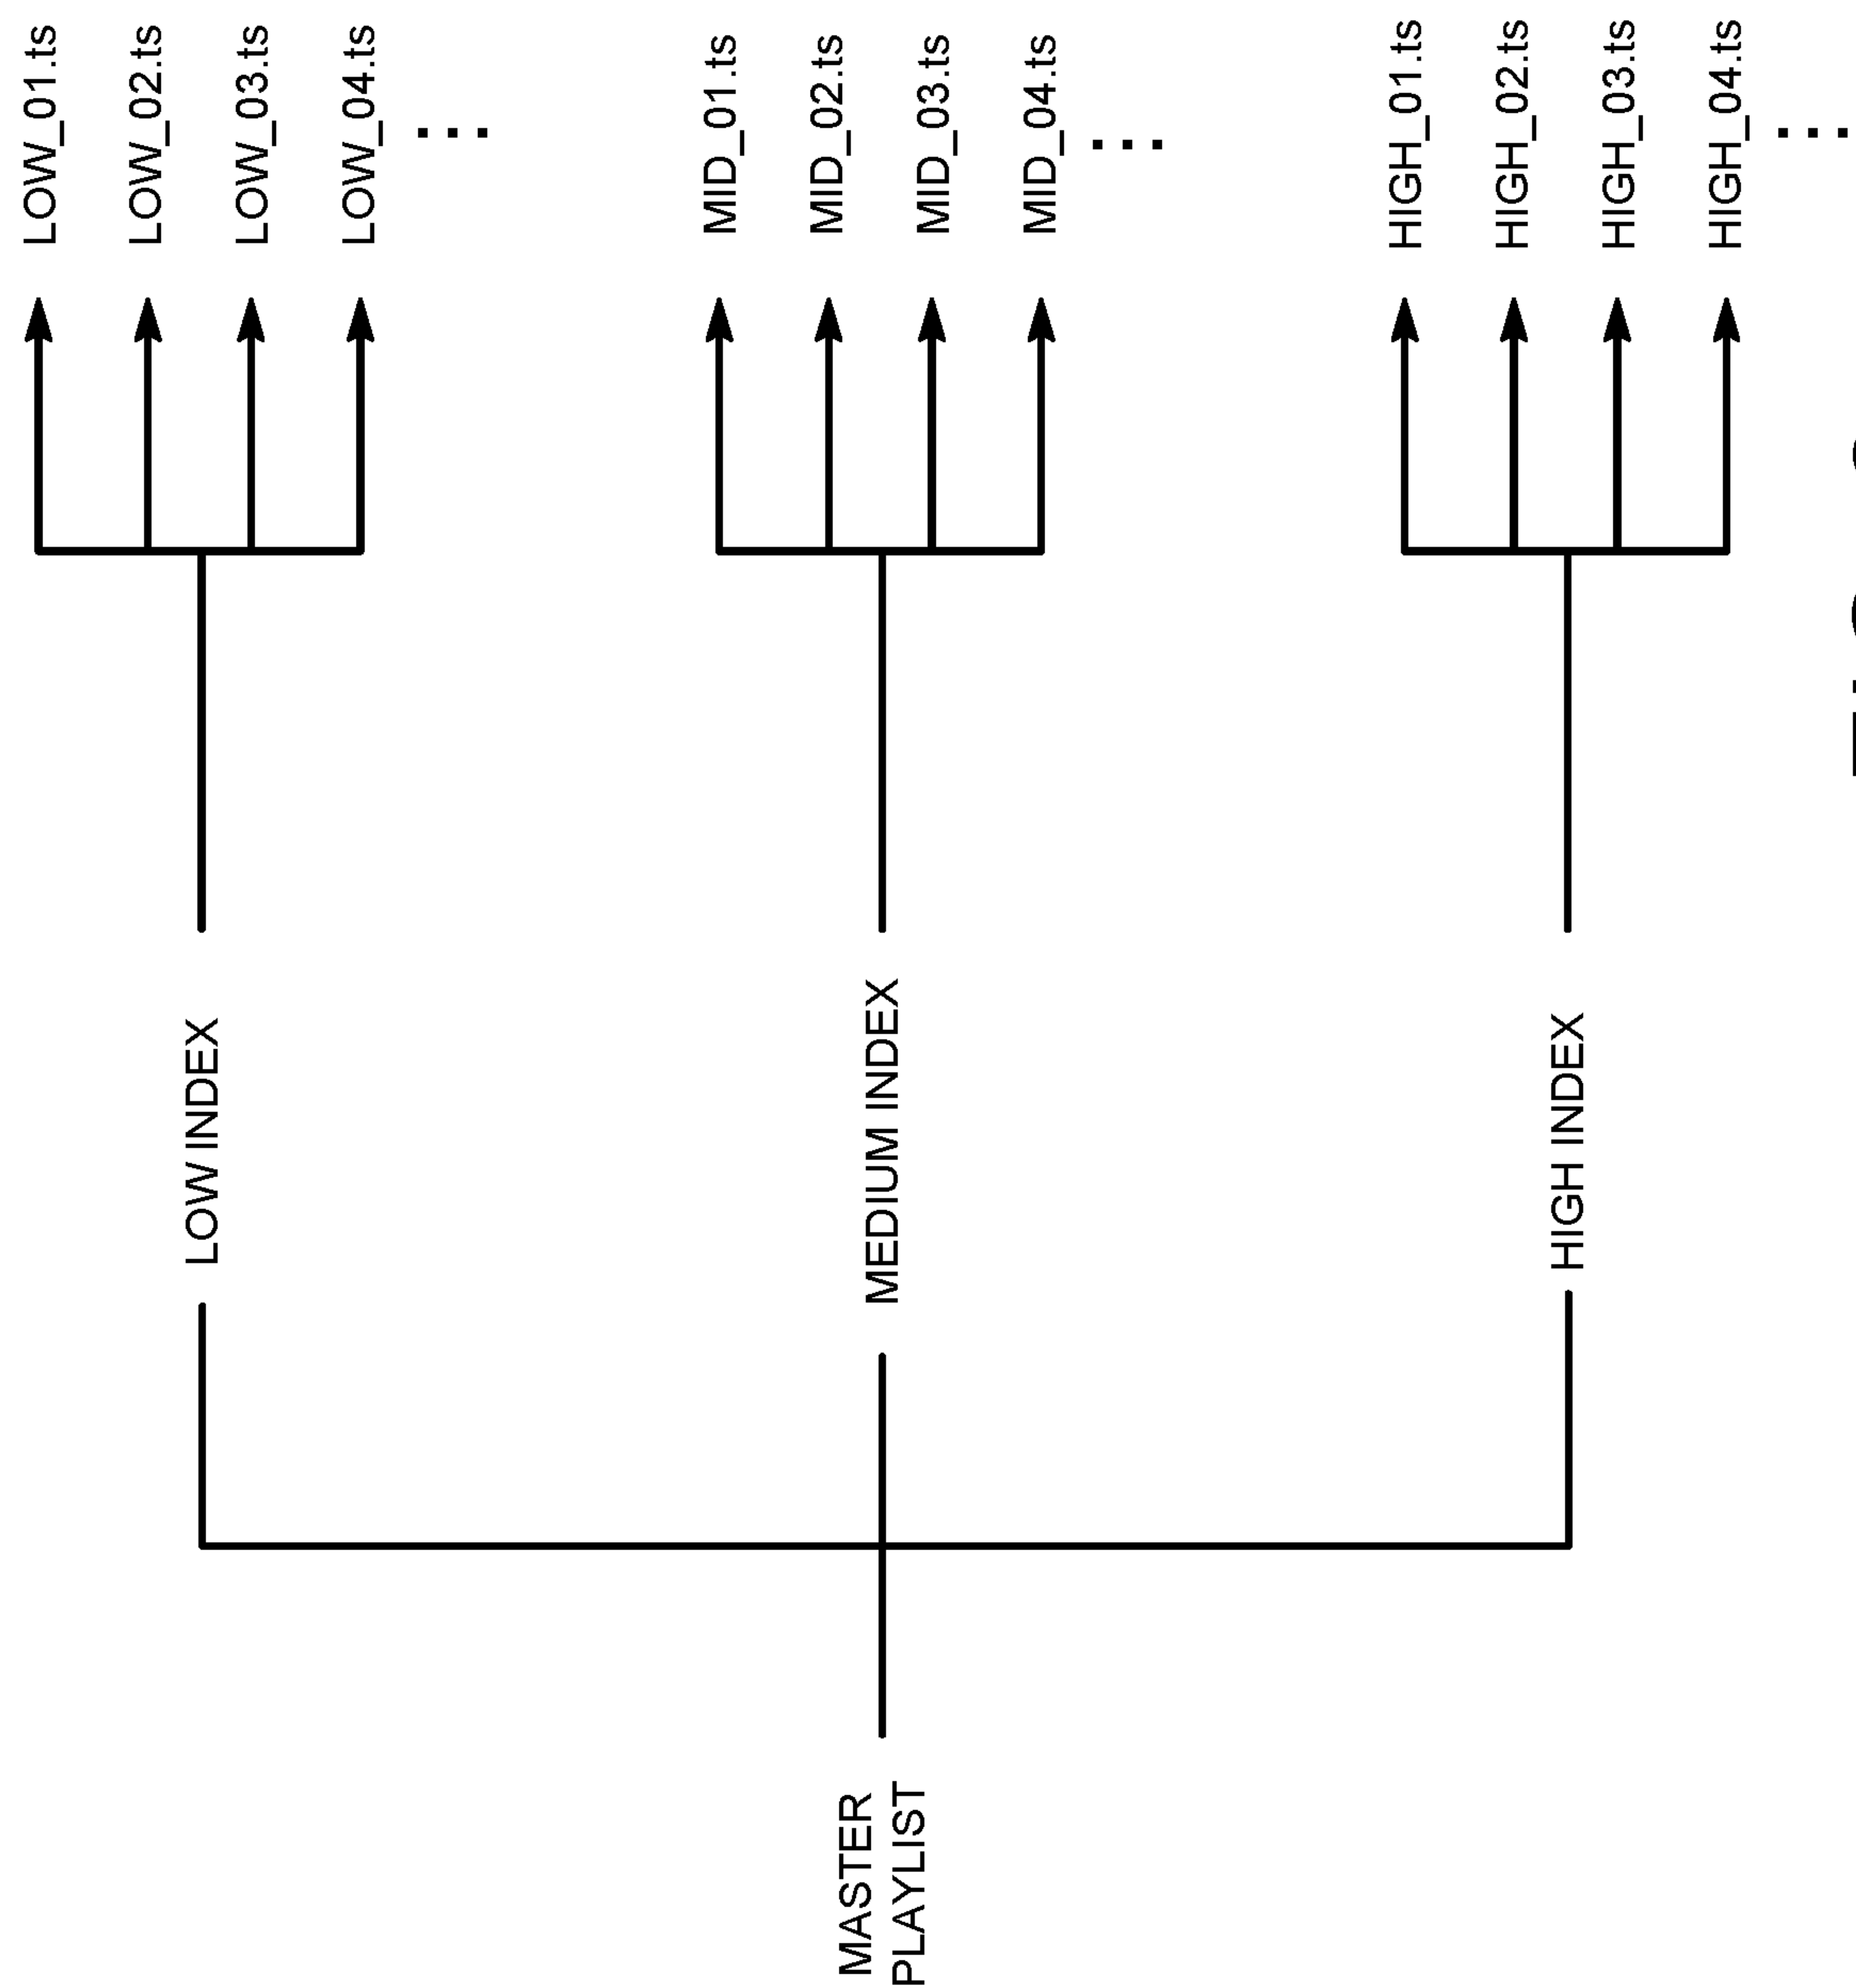 LOW_01.ts
LOW_02.ts
LOW_03.ts
LOW_04.ts
...
LOW INDEX
MID_01.ts
MID_02.ts
MID_03.ts
MID_04.ts
...
MASTER
PLAYLIST
MEDIUM INDEX
HIGH_01.ts
HIGH_02.ts
HIGH_03.ts
HIGH_04.ts
...
HIGH INDEX